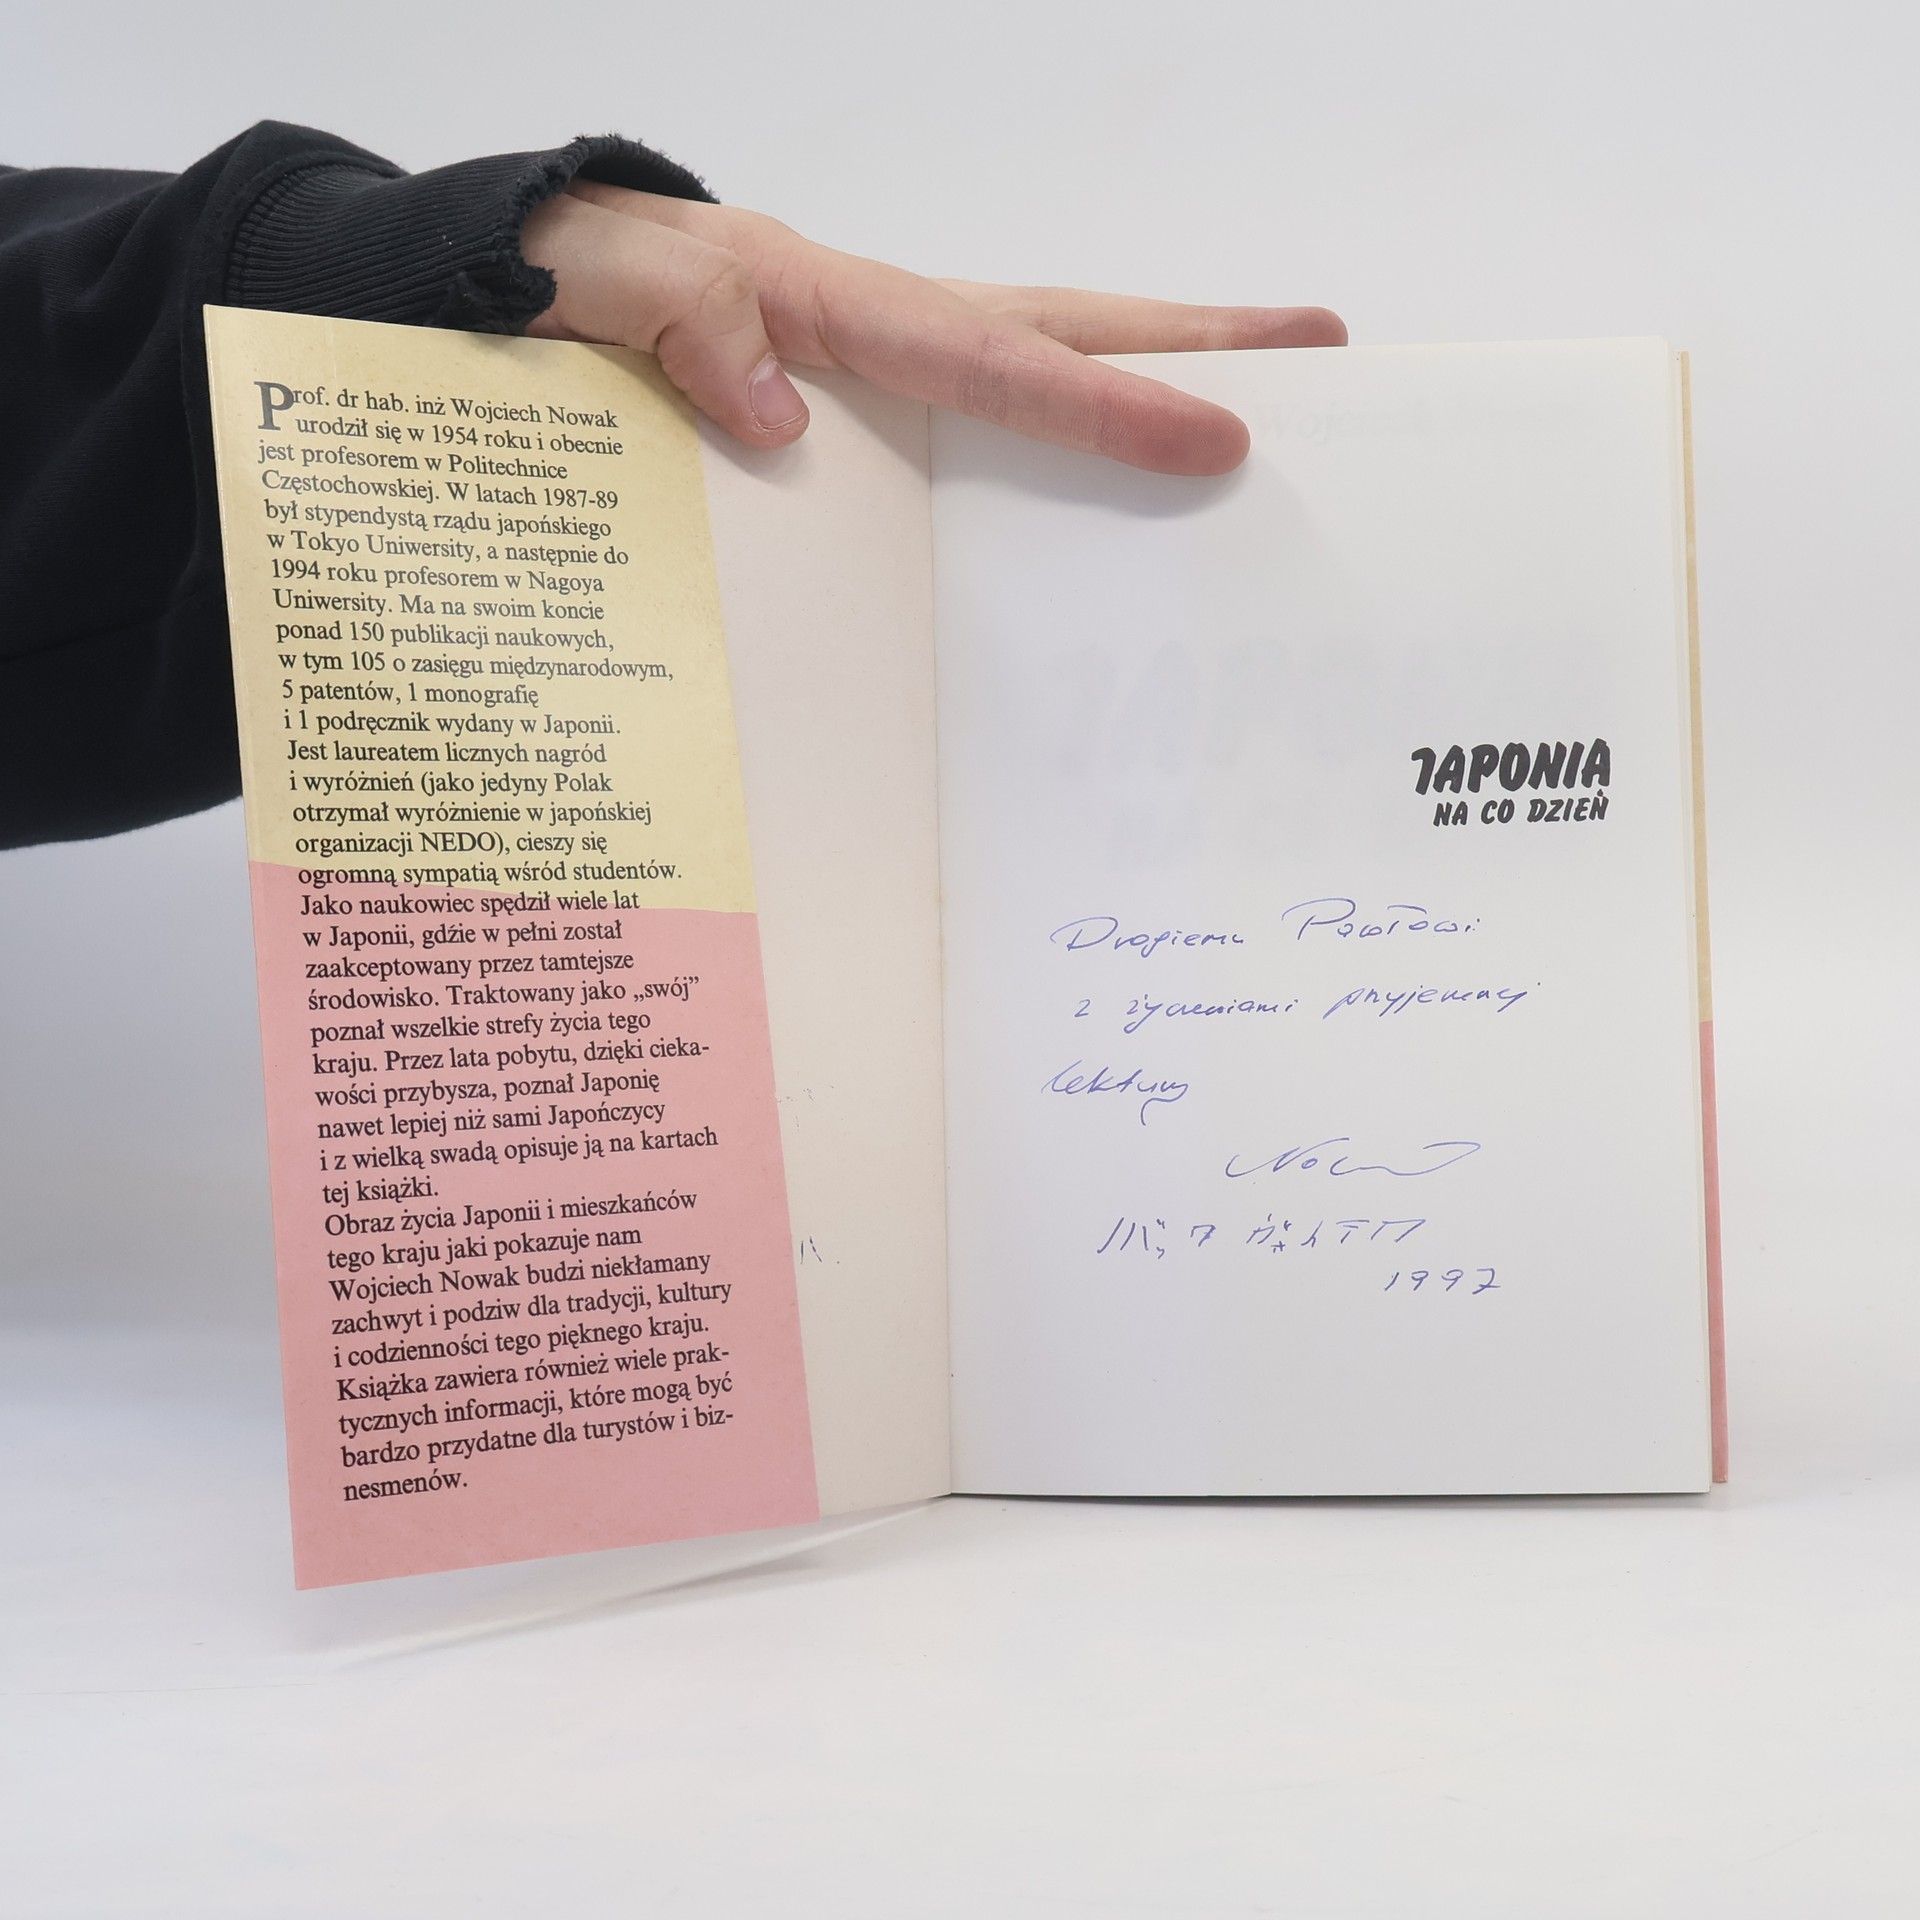 Prof. dr hab. inż Wojciech Nowak
urodził się w 1954 roku i obecnie
jest profesorem w Politechnice
Częstochowskiej. W latach 1987-89
był stypendystą rządu japońskiego
w Tokyo Uniwersity, a następnie do
1994 roku profesorem w Nagoya
Uniwersity. Ma na swoim koncie
ponad 150 publikacji naukowych,
w tym 105 o zasięgu międzynarodowym,
5 patentów, 1 monografię
i 1 podręcznik wydany w Japonii.
Jest laureatem licznych nagród
i wyróżnień (jako jedyny Polak
otrzymał wyróżnienie w japońskiej
organizacji NEDO), cieszy się
ogromną sympatią wśród studentów.
Jako naukowiec spędził wiele lat
w Japonii, gdzie w pełni został
zaakceptowany przez tamtejsze
środowisko. Traktowany jako „swój”
poznał wszelkie strefy życia tego
kraju. Przez lata pobytu, dzięki cieka-
wości przybysza, poznał Japonię
nawet lepiej niż sami Japończycy
i z wielką swadą opisuje ją na kartach
tej książki.
Obraz życia Japonii i mieszkańców
tego kraju jaki pokazuje nam
Wojciech Nowak budzi niekłamany
zachwyt i podziw dla tradycji, kultury
i codzienności tego pięknego kraju.
Książka zawiera również wiele prak-
tycznych informacji, które mogą być
bardzo przydatne dla turystów i biz-
nesmenów.
JAPONIA
NA CO DZIEŃ
Drogiemu Pawłowi
z życzeniami przyjemnej
lektury
Nowak
1997